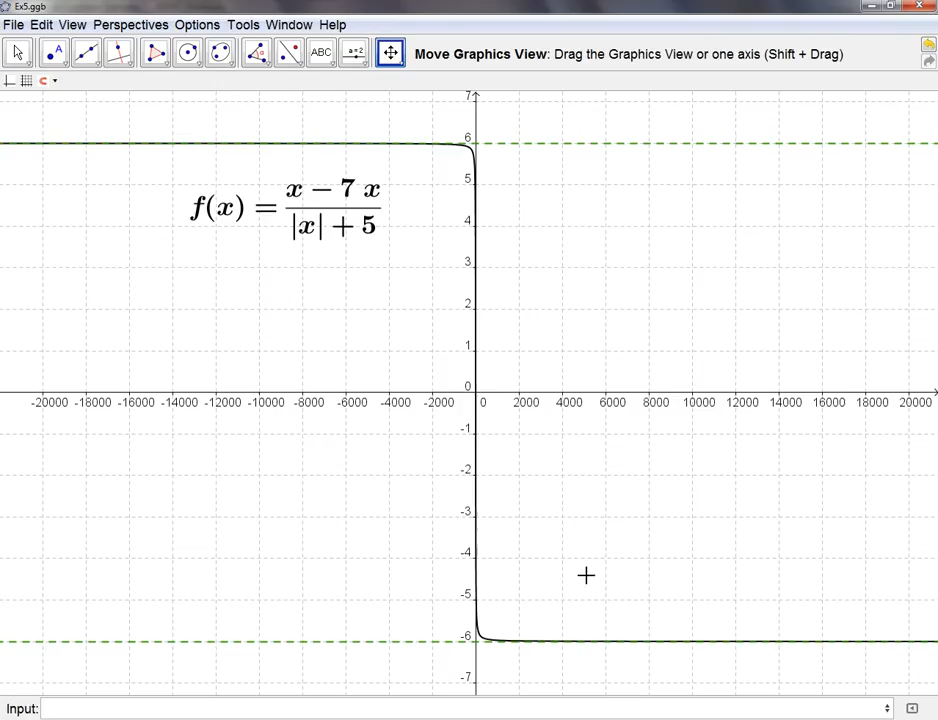 Ex5.ggb
File Edit View Perspectives Options Tools Window Help
A
α
ABC
a=2
Move Graphics View: Drag the Graphics View or one axis (Shift + Drag)
7
6
5
4
3
2
1
0
-1
-2
-3
-4
-5
-6
-7
f(x) = (x − 7 x) / (|x| + 5)
-20000 -18000 -16000 -14000 -12000 -10000 -8000 -6000 -4000 -2000 0 2000 4000 6000 8000 10000 12000 14000 16000 18000 20000
Input: